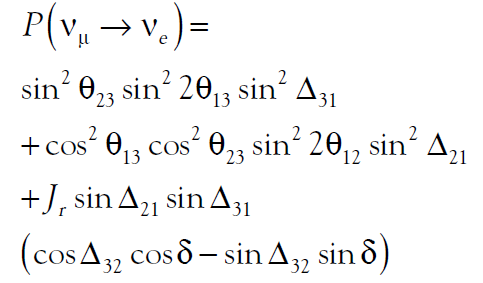 P(ν_μ → ν_e) =
sin² θ₂₃ sin² 2θ₁₃ sin² Δ₃₁
+ cos² θ₁₃ cos² θ₂₃ sin² 2θ₁₂ sin² Δ₂₁
+ J_r sin Δ₂₁ sin Δ₃₁
(cos Δ₃₂ cos δ – sin Δ₃₂ sin δ)